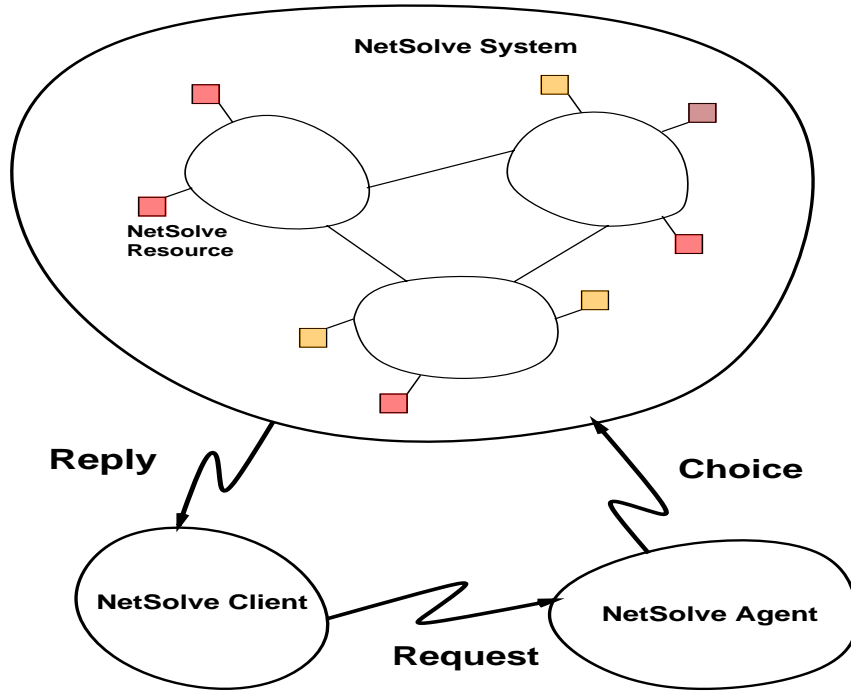 NetSolve System
NetSolve
Resource
Reply
Choice
NetSolve Client
NetSolve Agent
Request